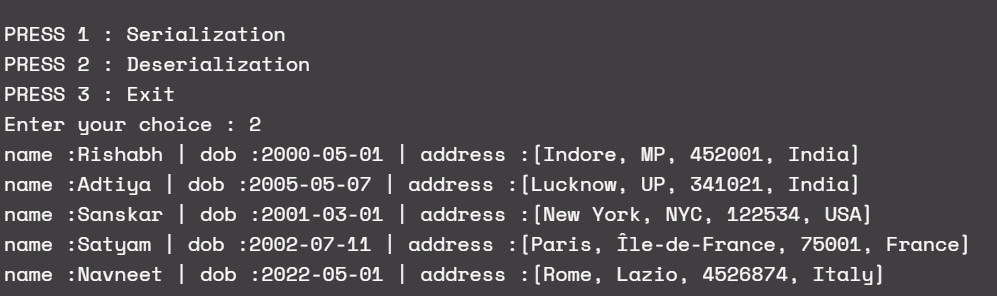 PRESS 1 : Serialization
PRESS 2 : Deserialization
PRESS 3 : Exit
Enter your choice : 2
name :Rishabh | dob :2000-05-01 | address :[Indore, MP, 452001, India]
name :Adtiya | dob :2005-05-07 | address :[Lucknow, UP, 341021, India]
name :Sanskar | dob :2001-03-01 | address :[New York, NYC, 122534, USA]
name :Satyam | dob :2002-07-11 | address :[Paris, Île-de-France, 75001, France]
name :Navneet | dob :2022-05-01 | address :[Rome, Lazio, 4526874, Italy]